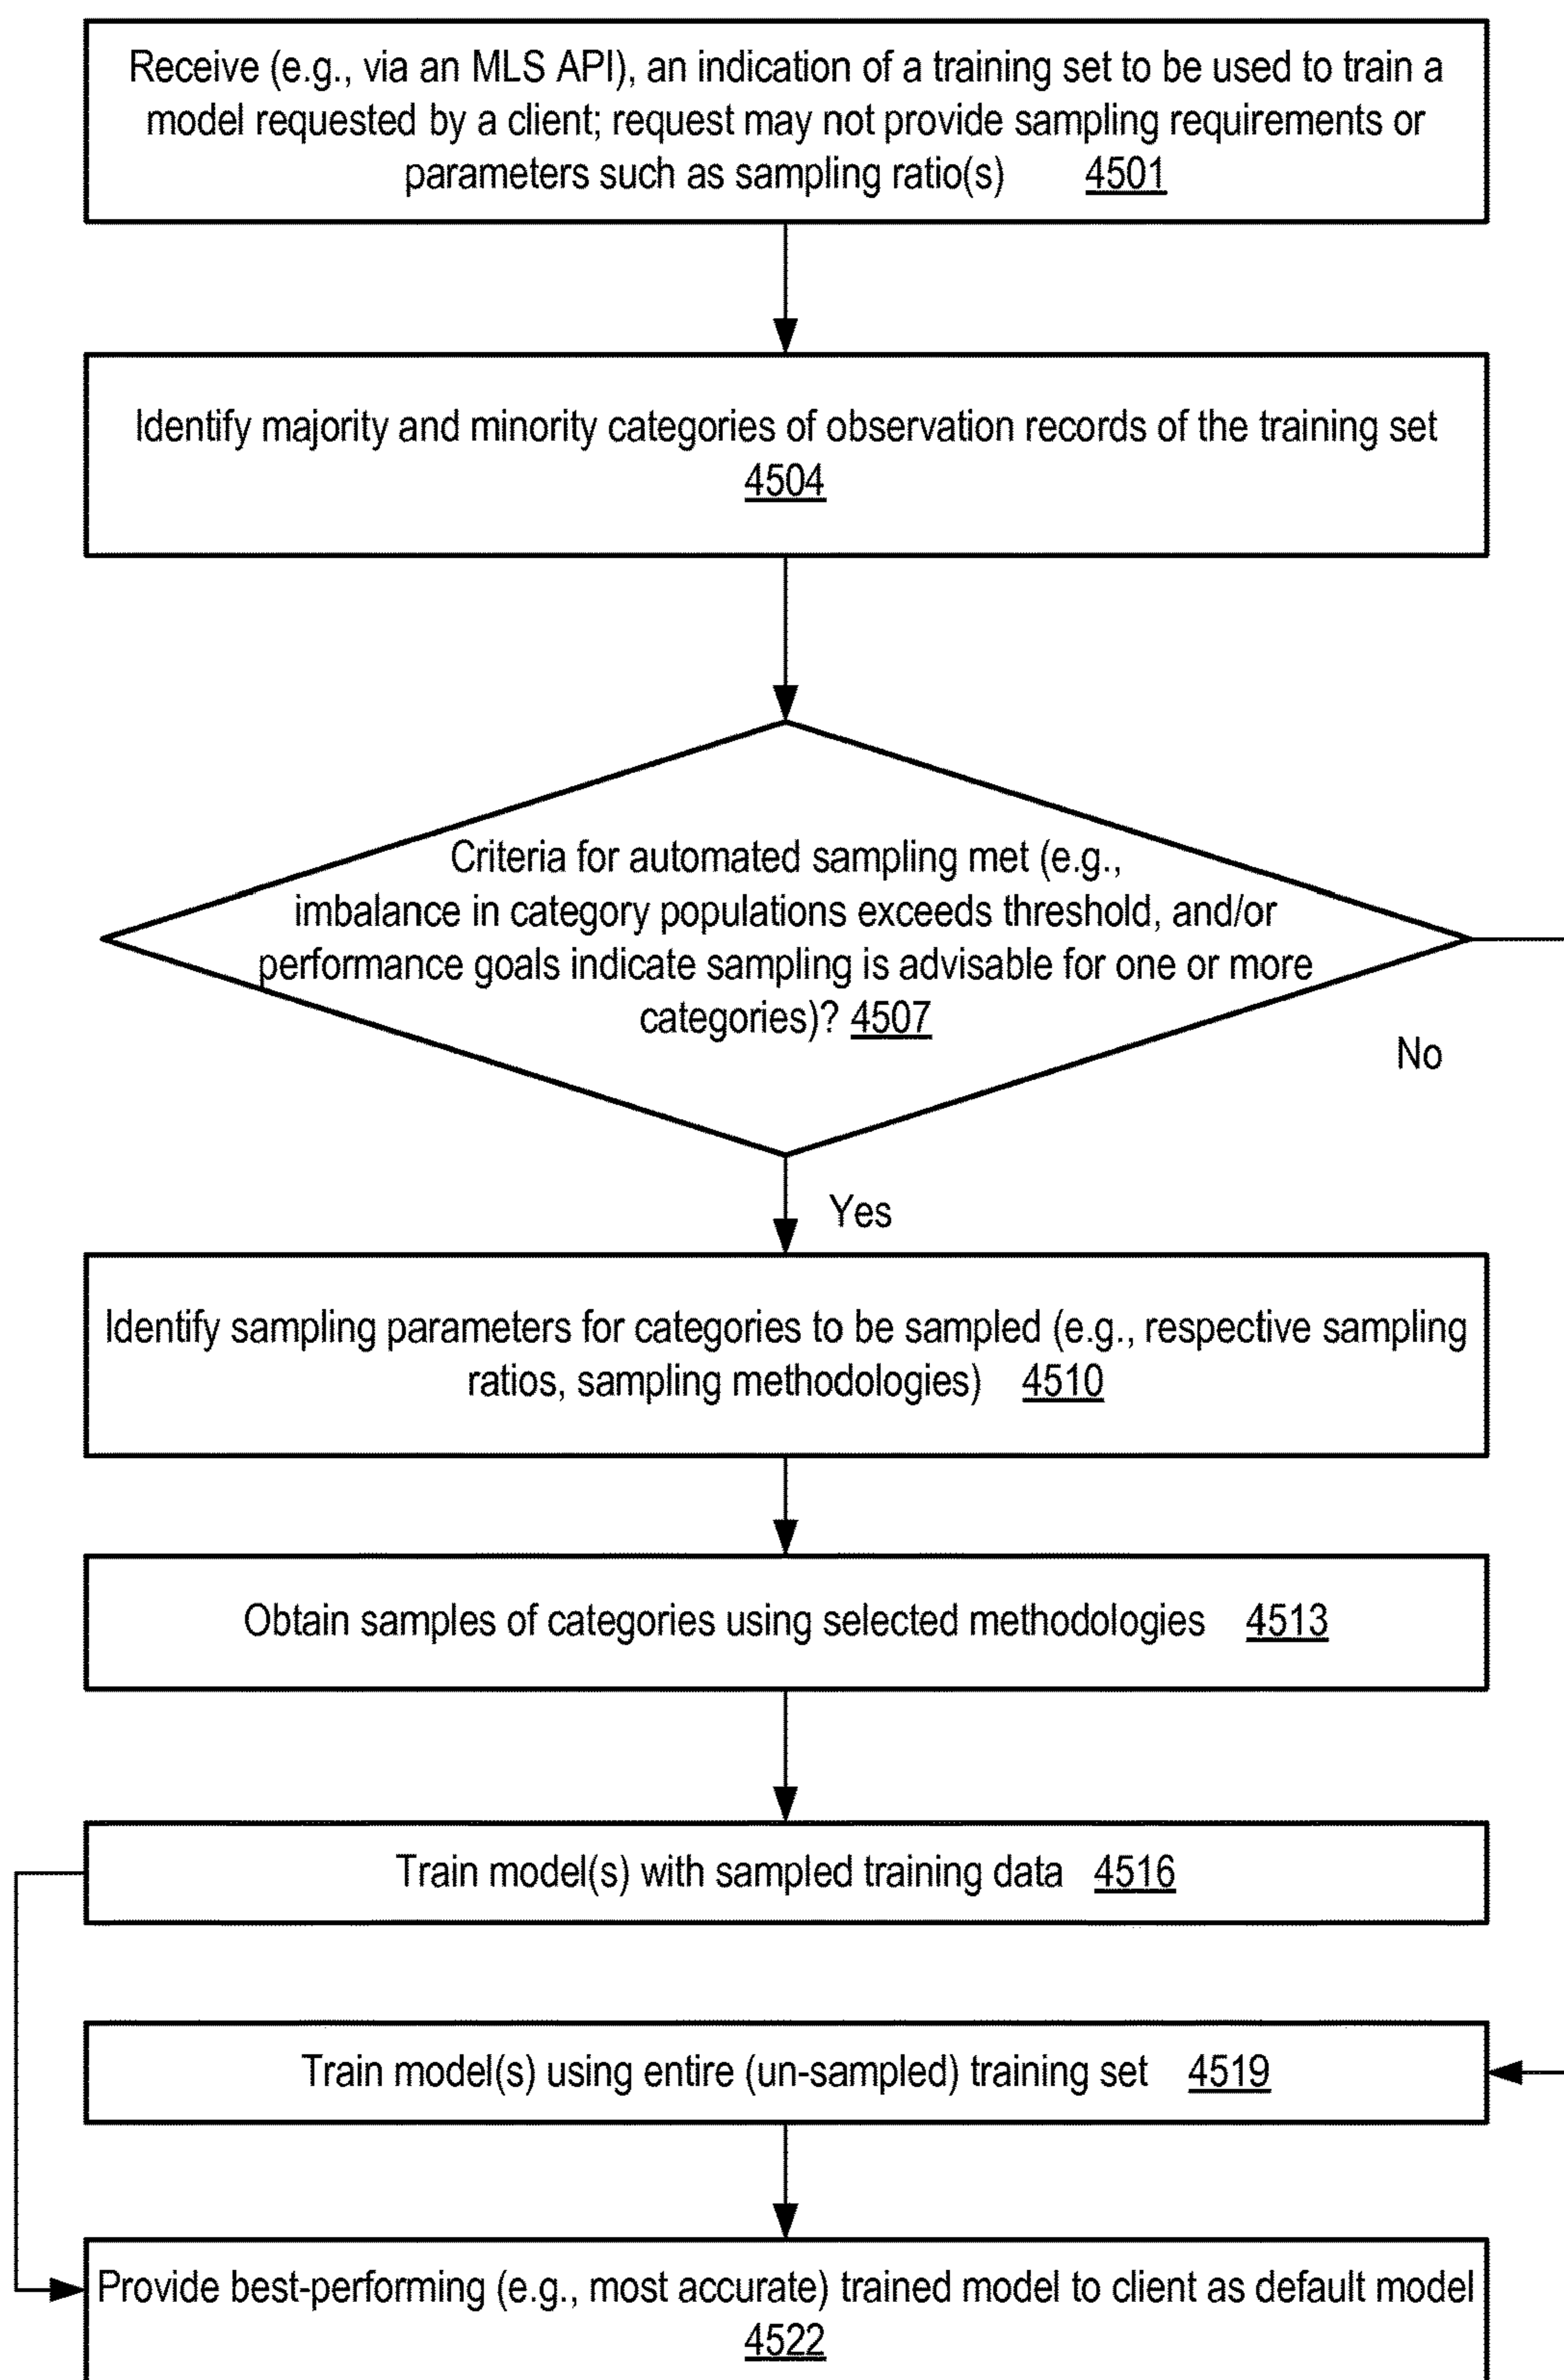 Receive (e.g., via an MLS API), an indication of a training set to be used to train a
model requested by a client; request may not provide sampling requirements or
parameters such as sampling ratio(s) 4501
Identify majority and minority categories of observation records of the training set
4504
Criteria for automated sampling met (e.g.,
imbalance in category populations exceeds threshold, and/or
performance goals indicate sampling is advisable for one or more
categories)? 4507
No
Yes
Identify sampling parameters for categories to be sampled (e.g., respective sampling
ratios, sampling methodologies) 4510
Obtain samples of categories using selected methodologies 4513
Train model(s) with sampled training data 4516
Train model(s) using entire (un-sampled) training set 4519
Provide best-performing (e.g., most accurate) trained model to client as default model
4522